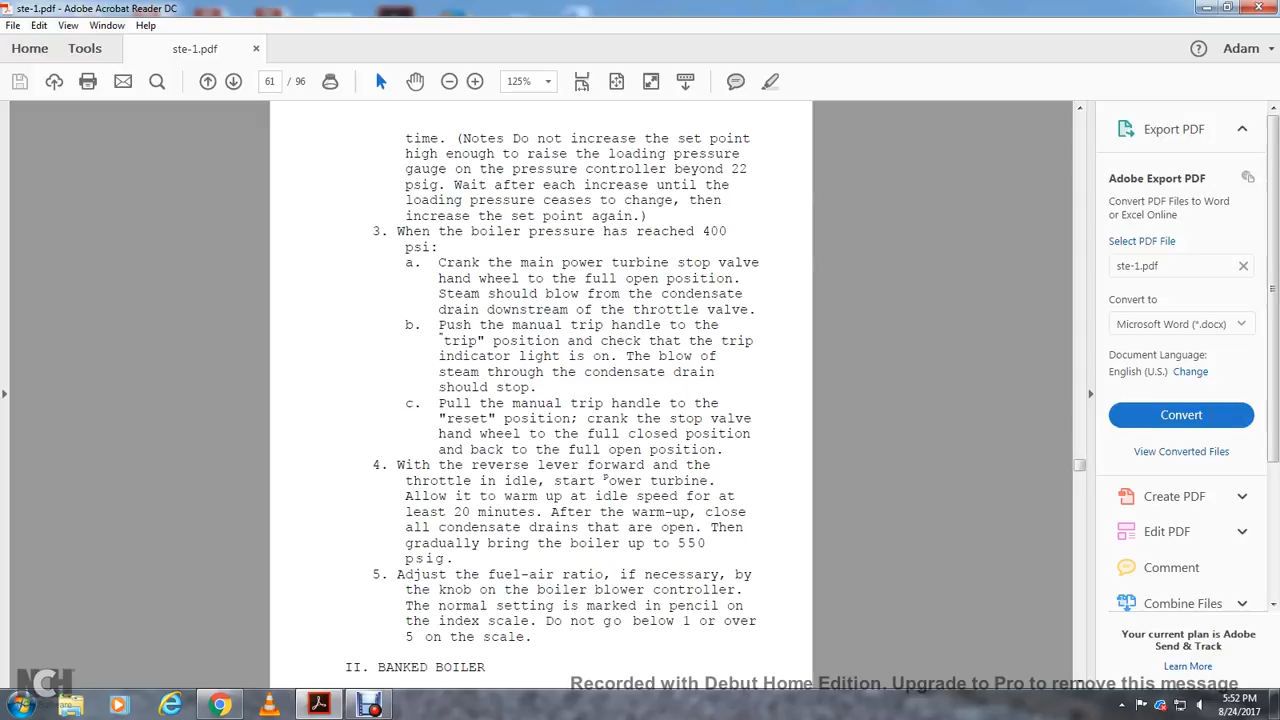 ste-1.pdf - Adobe Acrobat Reader DC
File Edit View Window Help
Home Tools ste-1.pdf × Adam
61 / 96 125%
time. (Notes Do not increase the set point
high enough to raise the loading pressure
gauge on the pressure controller beyond 22
psig. Wait after each increase until the
loading pressure ceases to change, then
increase the set point again.)
3. When the boiler pressure has reached 400
psi:
a. Crank the main power turbine stop valve
hand wheel to the full open position.
Steam should blow from the condensate
drain downstream of the throttle valve.
b. Push the manual trip handle to the
"trip" position and check that the trip
indicator light is on. The blow of
steam through the condensate drain
should stop.
c. Pull the manual trip handle to the
"reset" position; crank the stop valve
hand wheel to the full closed position
and back to the full open position.
4. With the reverse lever forward and the
throttle in idle, start Power turbine.
Allow it to warm up at idle speed for at
least 20 minutes. After the warm-up, close
all condensate drains that are open. Then
gradually bring the boiler up to 550
psig.
5. Adjust the fuel-air ratio, if necessary, by
the knob on the boiler blower controller.
The normal setting is marked in pencil on
the index scale. Do not go below 1 or over
5 on the scale.
II. BANKED BOILER
Export PDF
Adobe Export PDF
Convert PDF Files to Word
or Excel Online
Select PDF File
ste-1.pdf
Convert to
Microsoft Word (*.docx)
Document Language:
English (U.S.) Change
Convert
View Converted Files
Create PDF
Edit PDF
Comment
Combine Files
Your current plan is Adobe
Send & Track
Learn More
NCH Software
Recorded with Debut Home Edition. Upgrade to Pro to remove this message
5:52 PM
8/24/2017